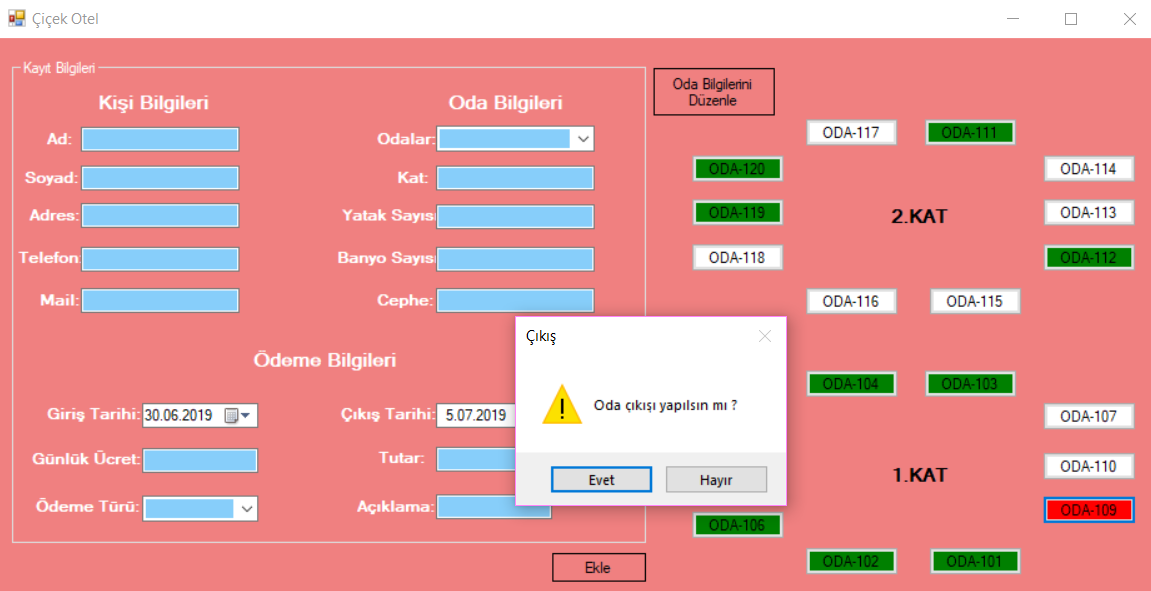 Çiçek Otel
Kayıt Bilgileri
Kişi Bilgileri
Oda Bilgileri
Ad:
Soyad:
Adres:
Telefon
Mail:
Odalar:
Kat:
Yatak Sayıs
Banyo Sayıs
Cephe:
Ödeme Bilgileri
Giriş Tarihi:
30.06.2019
Çıkış Tarihi:
5.07.2019
Günlük Ücret:
Tutar:
Ödeme Türü:
Açıklama:
Ekle
Oda Bilgilerini
Düzenle
ODA-117
ODA-111
ODA-120
ODA-114
ODA-119
2.KAT
ODA-113
ODA-118
ODA-112
ODA-116
ODA-115
Çıkış
Oda çıkışı yapılsın mı ?
Evet
Hayır
ODA-104
ODA-103
ODA-107
1.KAT
ODA-110
ODA-109
ODA-106
ODA-102
ODA-101